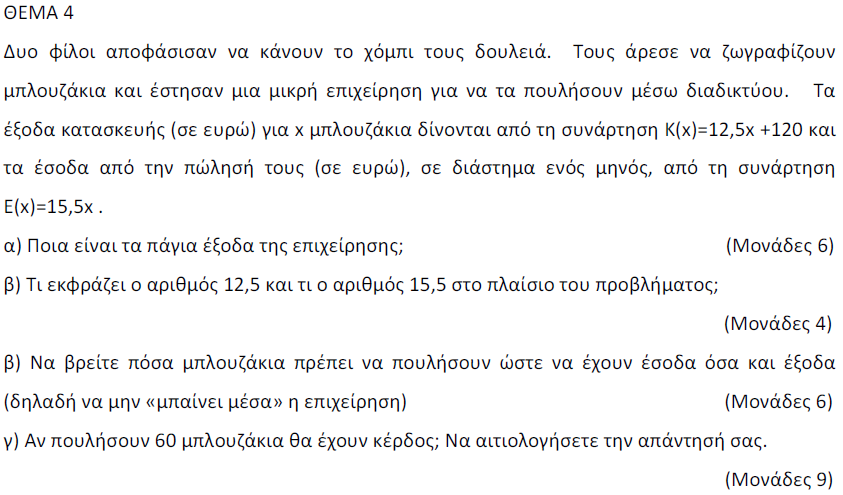 ΘΕΜΑ 4
Δυο φίλοι αποφάσισαν να κάνουν το χόμπι τους δουλειά. Τους άρεσε να ζωγραφίζουν
μπλουζάκια και έστησαν μια μικρή επιχείρηση για να τα πουλήσουν μέσω διαδικτύου. Τα
έξοδα κατασκευής (σε ευρώ) για x μπλουζάκια δίνονται από τη συνάρτηση Κ(x)=12,5x +120 και
τα έσοδα από την πώλησή τους (σε ευρώ), σε διάστημα ενός μηνός, από τη συνάρτηση
Ε(x)=15,5x .
α) Ποια είναι τα πάγια έξοδα της επιχείρησης; (Μονάδες 6)
β) Τι εκφράζει ο αριθμός 12,5 και τι ο αριθμός 15,5 στο πλαίσιο του προβλήματος;
(Μονάδες 4)
β) Να βρείτε πόσα μπλουζάκια πρέπει να πουλήσουν ώστε να έχουν έσοδα όσα και έξοδα
(δηλαδή να μην «μπαίνει μέσα» η επιχείρηση) (Μονάδες 6)
γ) Αν πουλήσουν 60 μπλουζάκια θα έχουν κέρδος; Να αιτιολογήσετε την απάντησή σας.
(Μονάδες 9)